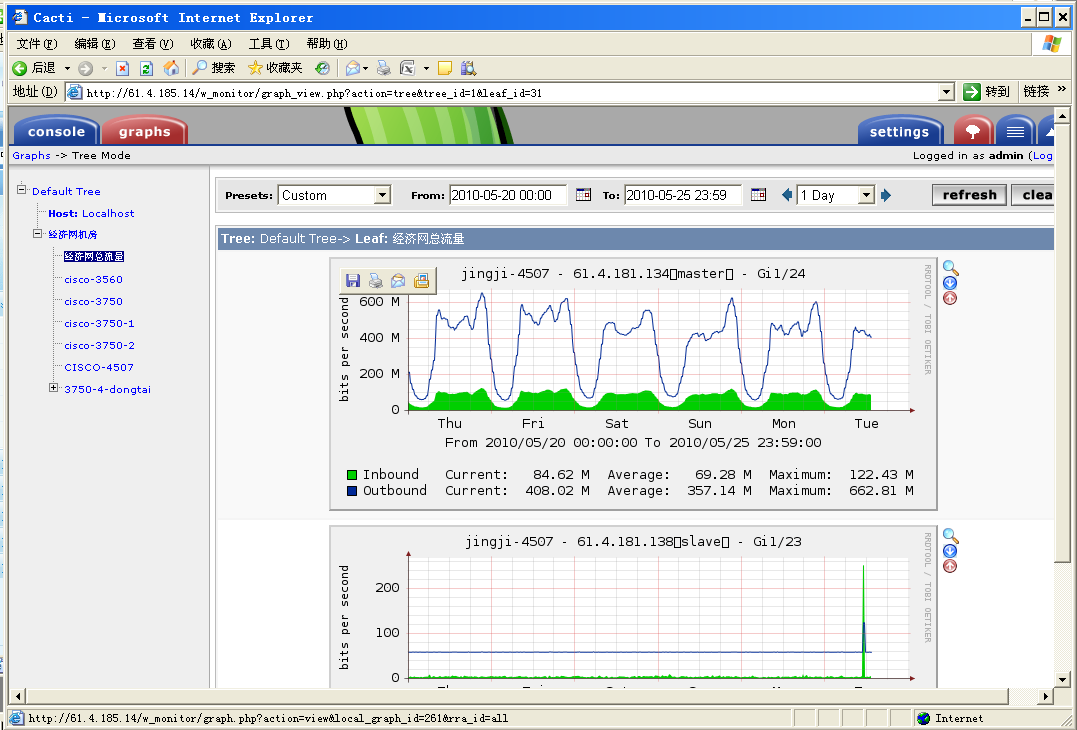 Cacti - Microsoft Internet Explorer
文件(F) 编辑(E) 查看(V) 收藏(A) 工具(T) 帮助(H)
后退 搜索 收藏夹
地址(D) http://61.4.185.14/w_monitor/graph_view.php?action=tree&tree_id=1&leaf_id=31 转到 链接 »
console graphs settings
Graphs -> Tree Mode Logged in as admin (Log
Default Tree
Host: Localhost
经济网机房
经济网总流量
cisco-3560
cisco-3750
cisco-3750-1
cisco-3750-2
CISCO-4507
3750-4-dongtai
Presets: Custom From: 2010-05-20 00:00 To: 2010-05-25 23:59 1 Day refresh clea
Tree: Default Tree-> Leaf: 经济网总流量
jingji-4507 - 61.4.181.134▯master▯ - Gi1/24
RRDTOOL / TOBI OETIKER
bits per second
600 M
400 M
200 M
0
Thu Fri Sat Sun Mon Tue
From 2010/05/20 00:00:00 To 2010/05/25 23:59:00
Inbound Current: 84.62 M Average: 69.28 M Maximum: 122.43 M
Outbound Current: 408.02 M Average: 357.14 M Maximum: 662.81 M
jingji-4507 - 61.4.181.138▯slave▯ - Gi1/23
RRDTOOL / TOBI OETIKER
bits per second
200
100
0
http://61.4.185.14/w_monitor/graph.php?action=view&local_graph_id=261&rra_id=all Internet